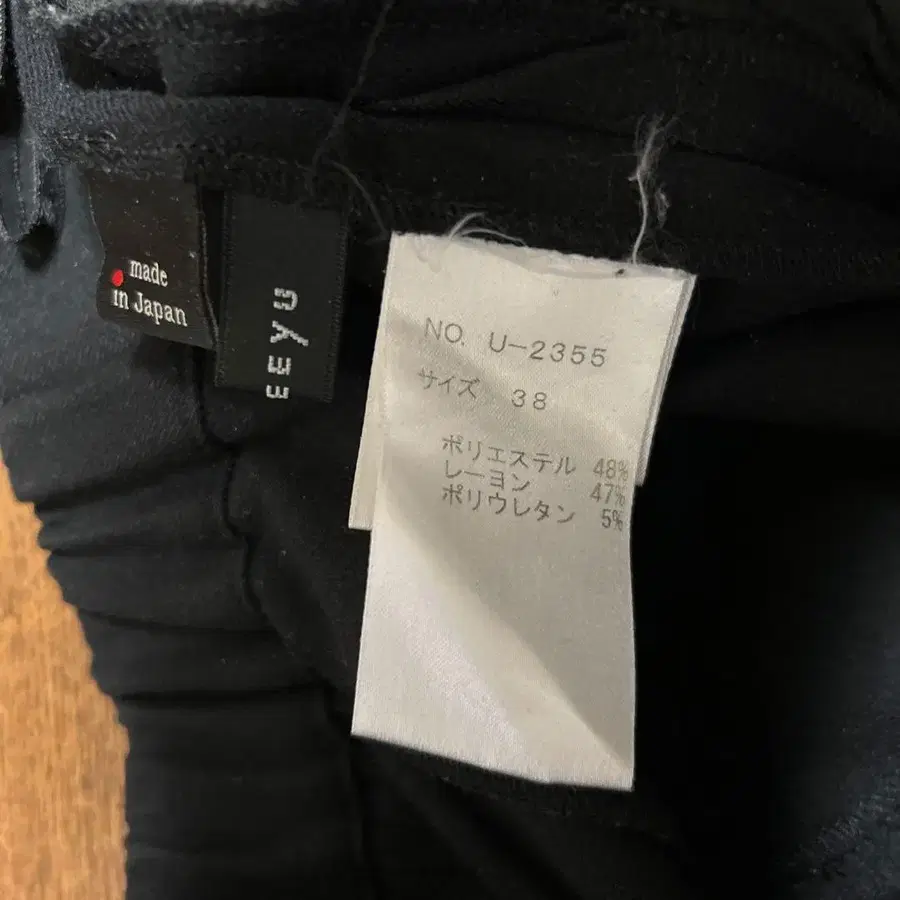 made
in Japan
EEYU
NO. U-2355
サイズ 38
ポリエステル 48%
レーヨン 47%
ポリウレタン 5%